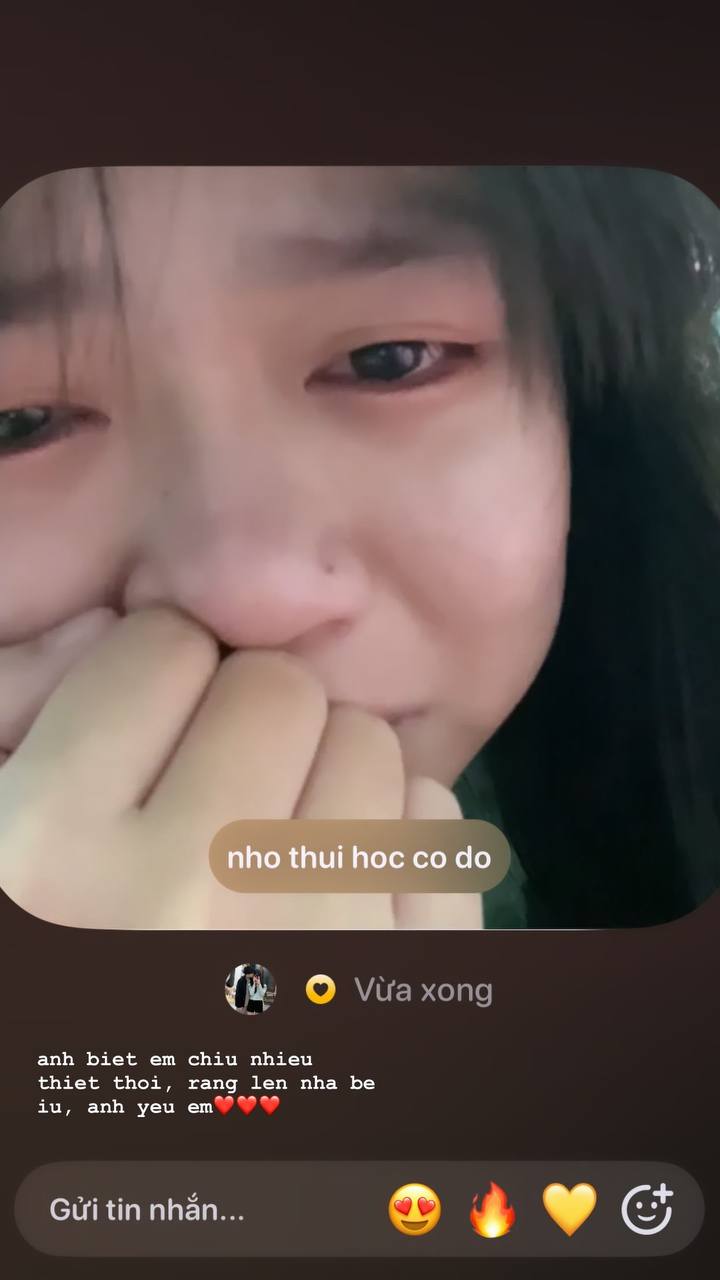 nho thui hoc co do
Vừa xong
anh biet em chiu nhieu
thiet thoi, rang len nha be
iu, anh yeu em❤️❤️❤️
Gửi tin nhắn...